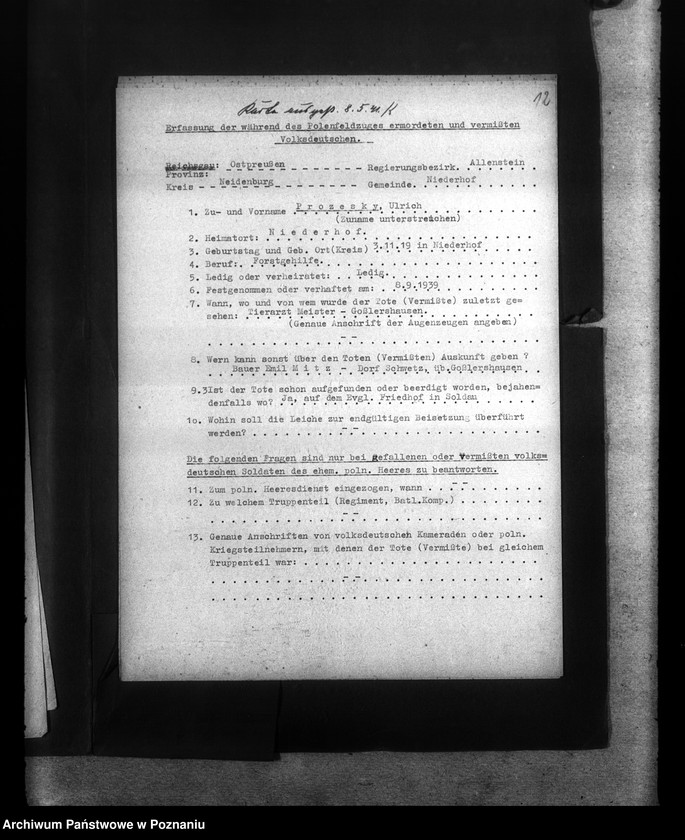 Karte ausgest. 8.5.41/K
12
Erfassung der während des Polenfeldzuges ermordeten und vermißten
Volksdeutschen.
Reichsgau: Ostpreußen Regierungsbezirk. Allenstein
Provinz:
Kreis Neidenburg Gemeinde. Niederhof
1. Zu- und Vorname Prozesky, Ulrich
(Zuname unterstreichen)
2. Heimatort: Niederhof.
3. Geburtstag und Geb. Ort(Kreis) 3.11.19 in Niederhof
4. Beruf: Forstgehilfe
5. Ledig oder verheiratet: Ledig.
6. Festgenommen oder verhaftet am: 8.9.1939
7. Wann, wo und von wem wurde der Tote (Vermißte) zuletzt ge=
sehen: Tierarzt Meister - Goßlershausen.
(Genaue Anschrift der Augenzeugen angeben)
--
8. Wern kann sonst über den Toten (Vermißten) Auskunft geben ?
Bauer Emil Mitz - Dorf Schwetz, üb.Goßlershausen
9.3Ist der Tote schon aufgefunden oder beerdigt worden, bejahen=
denfalls wo? Ja, auf dem Evgl. Friedhof in Soldau
1o. Wohin soll die Leiche zur endgültigen Beisetzung überführt
werden? --
Die folgenden Fragen sind nur bei gefallenen oder Vermißten volks=
deutschen Soldaten des ehem. poln. Heeres zu beantworten.
11. Zum poln. Heeresdienst eingezogen, wann --
12. Zu welchem Truppenteil (Regiment, Batl.Komp.)
--
13. Genaue Anschriften von volksdeutschen Kameraden oder poln.
Kriegsteilnehmern, mit denen der Tote (Vermißte) bei gleichem
Truppenteil war:
--
Archiwum Państwowe w Poznaniu